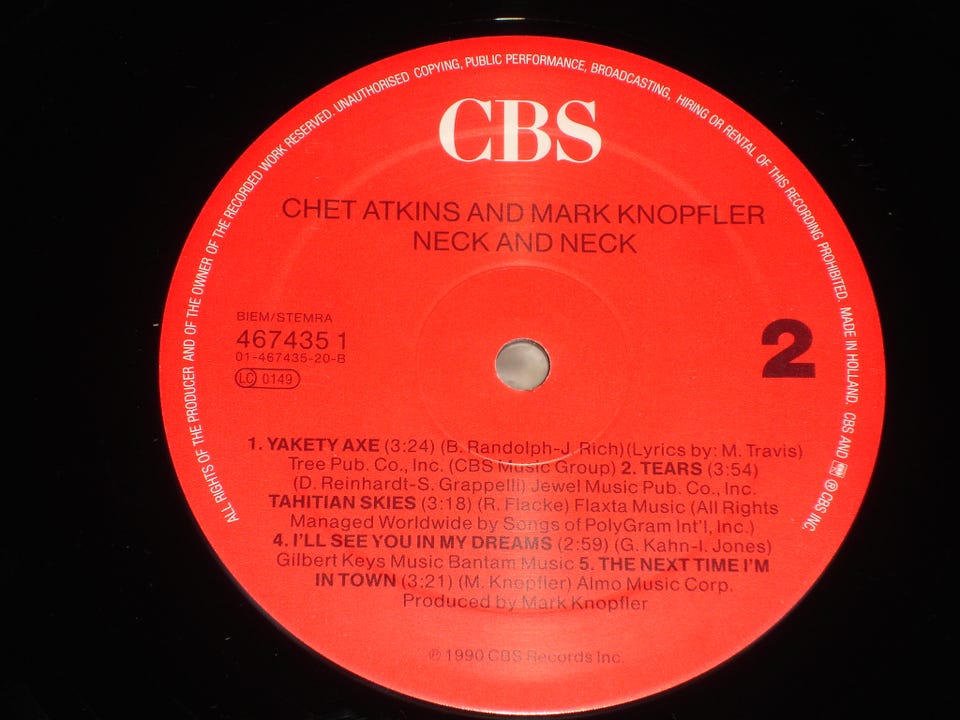 ALL RIGHTS OF THE PRODUCER AND OF THE OWNER OF THE RECORDED WORK RESERVED. UNAUTHORISED COPYING, PUBLIC PERFORMANCE, BROADCASTING, HIRING OR RENTAL OF THIS RECORDING PROHIBITED. MADE IN HOLLAND. CBS AND ℗ CBS INC.
CBS
CHET ATKINS AND MARK KNOPFLER
NECK AND NECK
BIEM/STEMRA
467435 1
01-467435-20-B
LC 0149
2
1. YAKETY AXE (3:24) (B. Randolph-J. Rich)(Lyrics by: M. Travis)
Tree Pub. Co., Inc. (CBS Music Group) 2. TEARS (3:54)
(D. Reinhardt-S. Grappelli) Jewel Music Pub. Co., Inc.
TAHITIAN SKIES (3:18) (R. Flacke) Flaxta Music (All Rights
Managed Worldwide by Songs of PolyGram Int'l, Inc.)
4. I'LL SEE YOU IN MY DREAMS (2:59) (G. Kahn-I. Jones)
Gilbert Keys Music Bantam Music 5. THE NEXT TIME I'M
IN TOWN (3:21) (M. Knopfler) Almo Music Corp.
Produced by Mark Knopfler
℗ 1990 CBS Records Inc.